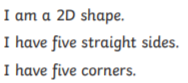 I am a 2D shape.
I have five straight sides.
I have five corners.